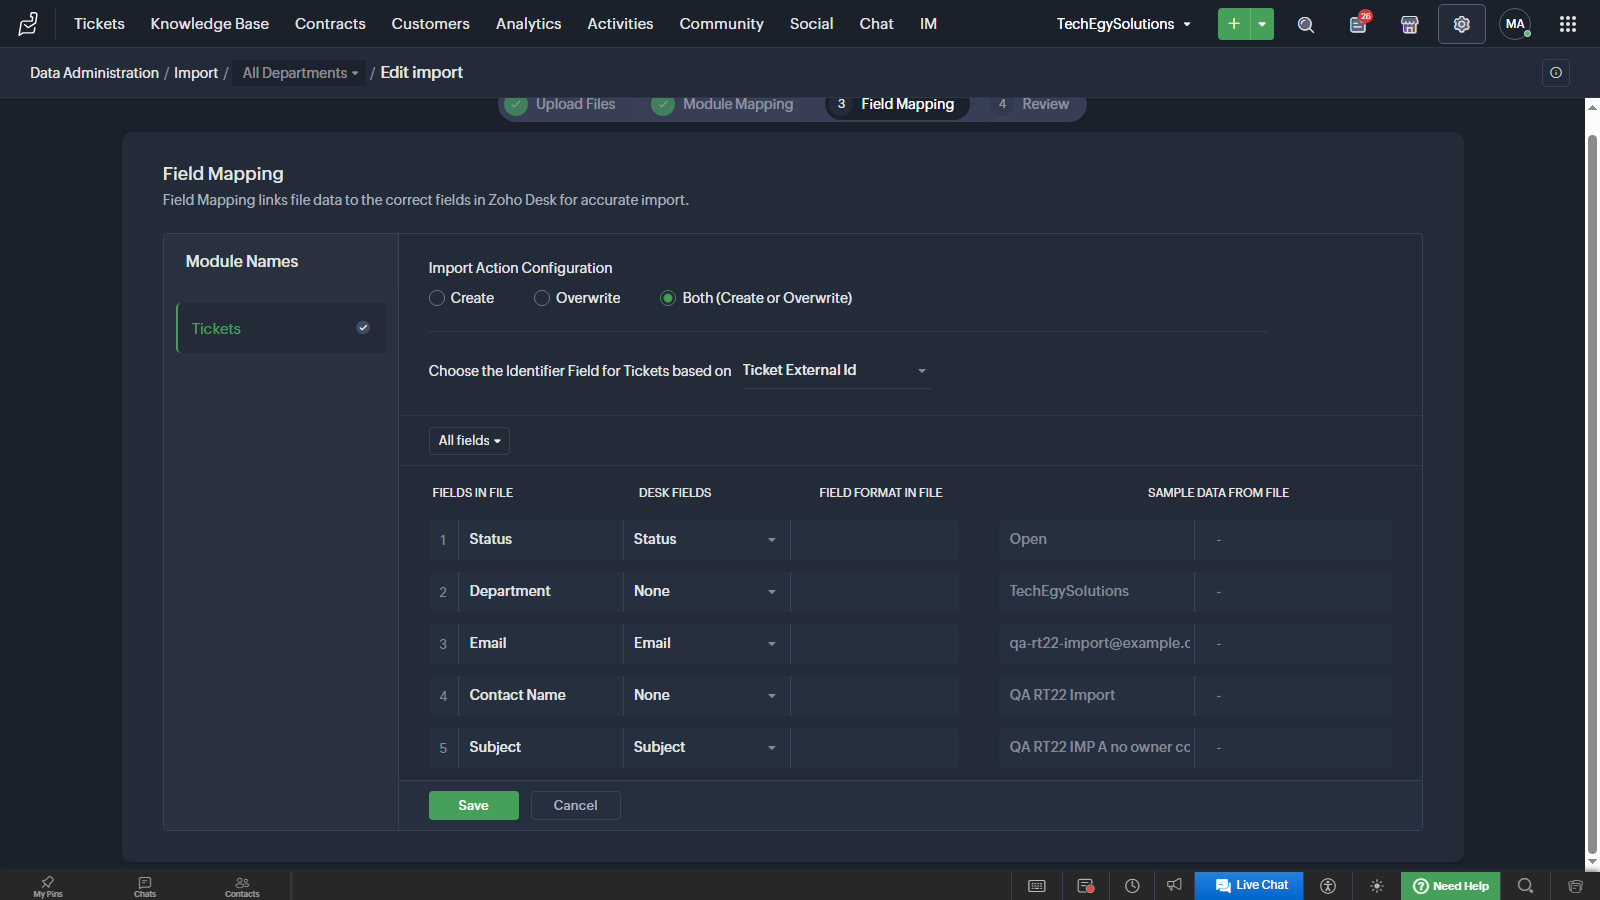 Tickets Knowledge Base Contracts Customers Analytics Activities Community Social Chat IM TechEgySolutions 26 MA
Data Administration / Import / All Departments / Edit import
Upload Files Module Mapping 3 Field Mapping 4 Review
Field Mapping
Field Mapping links file data to the correct fields in Zoho Desk for accurate import.
Module Names
Tickets
Import Action Configuration
Create Overwrite Both (Create or Overwrite)
Choose the Identifier Field for Tickets based on Ticket External Id
All fields
FIELDS IN FILE DESK FIELDS FIELD FORMAT IN FILE SAMPLE DATA FROM FILE
1 Status Status Open -
2 Department None TechEgySolutions -
3 Email Email qa-rt22-import@example.c -
4 Contact Name None QA RT22 Import -
5 Subject Subject QA RT22 IMP A no owner co -
Save Cancel
My Pins Chats Contacts Live Chat Need Help